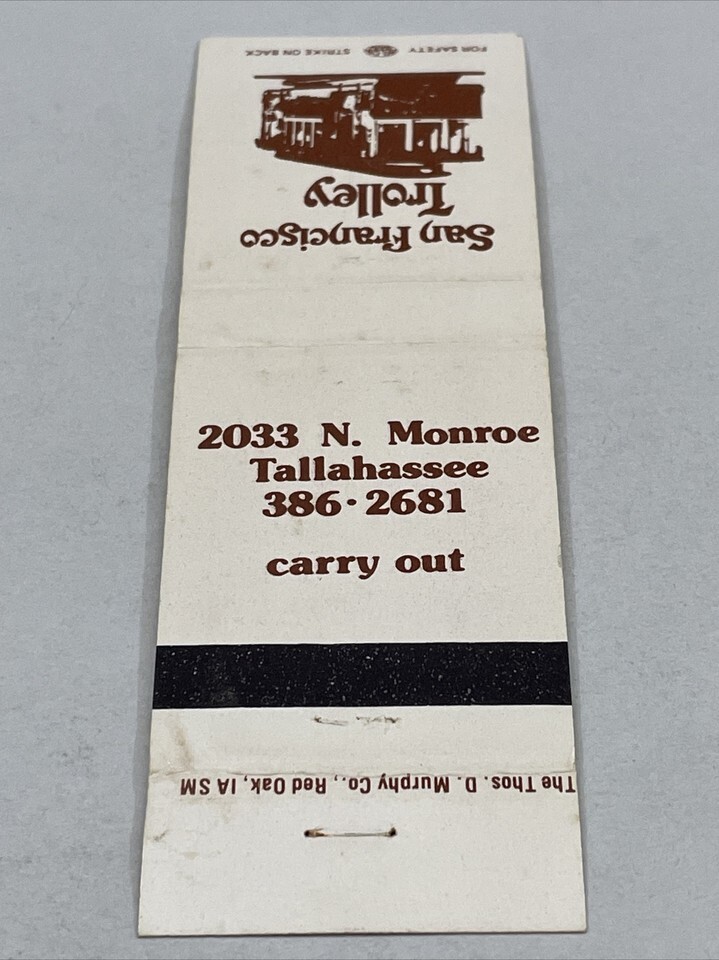 FOR SAFETY STRIKE ON BACK
San Francisco
Trolley
2033 N. Monroe
Tallahassee
386·2681
carry out
The Thos. D. Murphy Co., Red Oak, IA SM